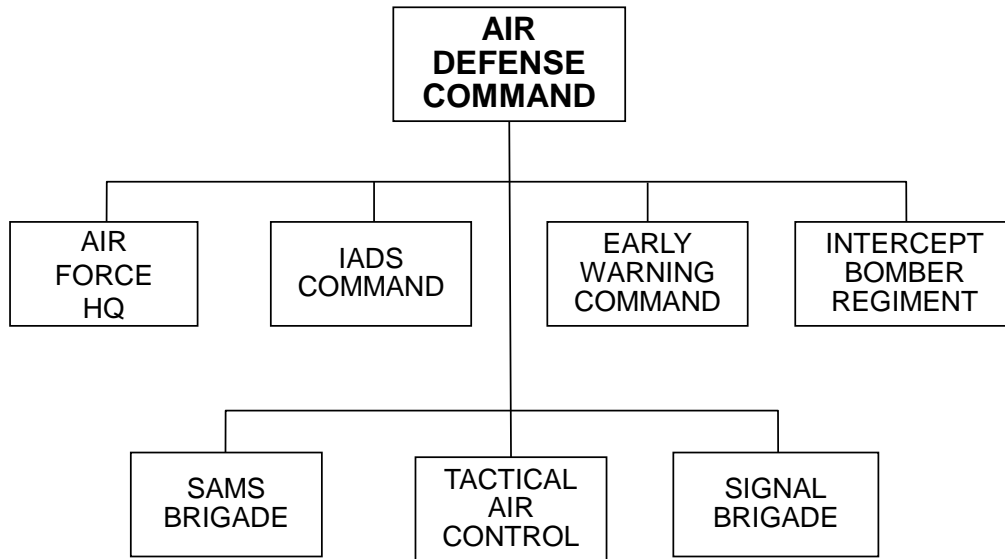 AIR
DEFENSE
COMMAND
AIR
FORCE
HQ
IADS
COMMAND
EARLY
WARNING
COMMAND
INTERCEPT
BOMBER
REGIMENT
SAMS
BRIGADE
TACTICAL
AIR
CONTROL
SIGNAL
BRIGADE